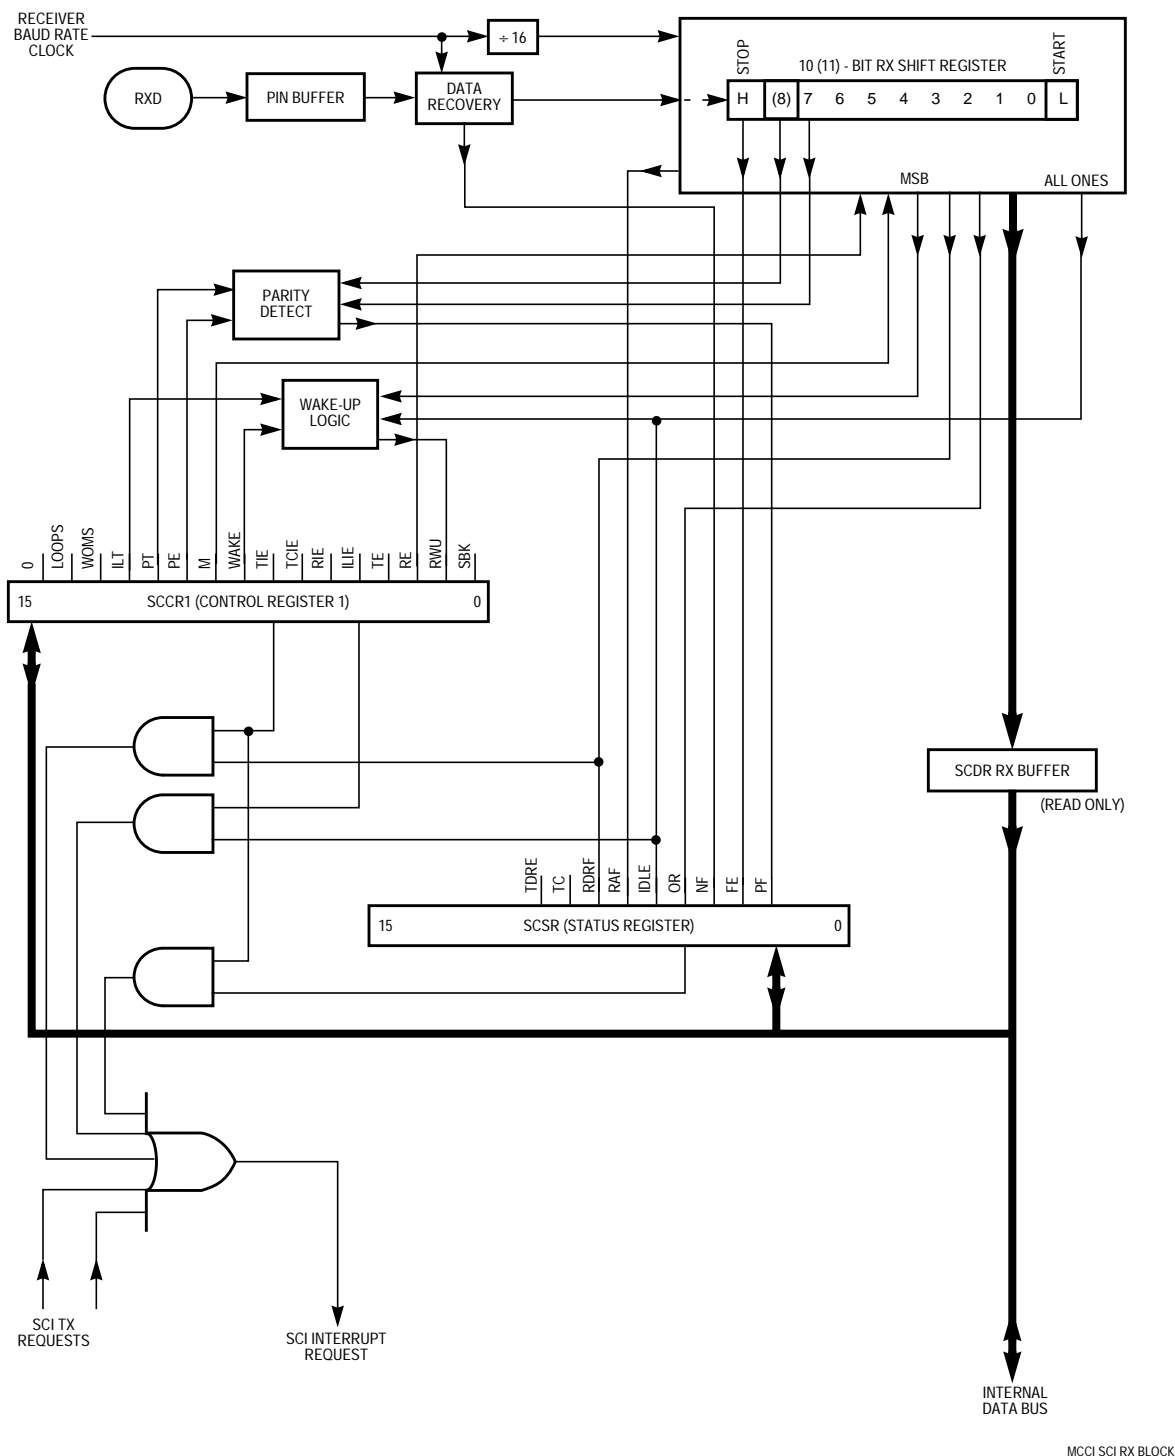 RECEIVER
BAUD RATE
CLOCK
÷ 16
STOP
10 (11) - BIT RX SHIFT REGISTER
START
RXD
PIN BUFFER
DATA
RECOVERY
H (8) 7 6 5 4 3 2 1 0 L
MSB
ALL ONES
PARITY
DETECT
WAKE-UP
LOGIC
0
LOOPS
WOMS
ILT
PT
PE
M
WAKE
TIE
TCIE
RIE
ILIE
TE
RE
RWU
SBK
15 SCCR1 (CONTROL REGISTER 1) 0
SCDR RX BUFFER
(READ ONLY)
TDRE
TC
RDRF
RAF
IDLE
OR
NF
FE
PF
15 SCSR (STATUS REGISTER) 0
SCI TX
REQUESTS
SCI INTERRUPT
REQUEST
INTERNAL
DATA BUS
MCCI SCI RX BLOCK